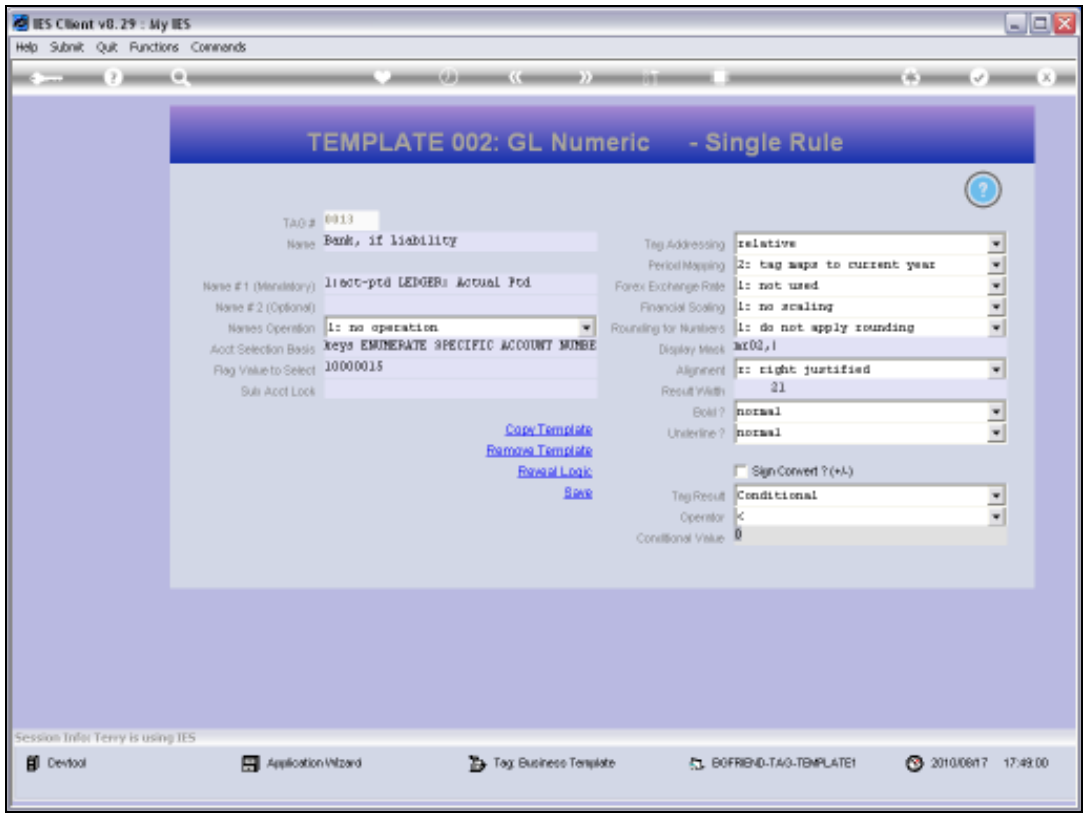 IES Client v8.29 : My IES
Help Submit Quit Functions Commands
TEMPLATE 002: GL Numeric - Single Rule
TAG # 0013
Name Bank, if liability
Name # 1 (Mandatory) 1:act-ptd LEDGER: Actual Ptd
Name # 2 (Optional)
Names Operation 1: no operation
Acct Selection Basis keys ENUMERATE SPECIFIC ACCOUNT NUMBE
Flag Value to Select 10000015
Sub Acct Lock
Copy Template
Remove Template
Reveal Logic
Save
Tag Addressing relative
Period Mapping 2: tag maps to current year
Forex Exchange Rate 1: not used
Financial Scaling 1: no scaling
Rounding for Numbers 1: do not apply rounding
Display Mask
Alignment r: right justified
Result Width 21
Bold ? normal
Underline ? normal
Sign Convert ? (+/-)
Tag Result Conditional
Operator <
Conditional Value 0
Session Info: Terry is using IES
Devtool Application Wizard Tag: Business Template BGFRIEND-TAG-TEMPLATE1 2010/08/17 17:49:00